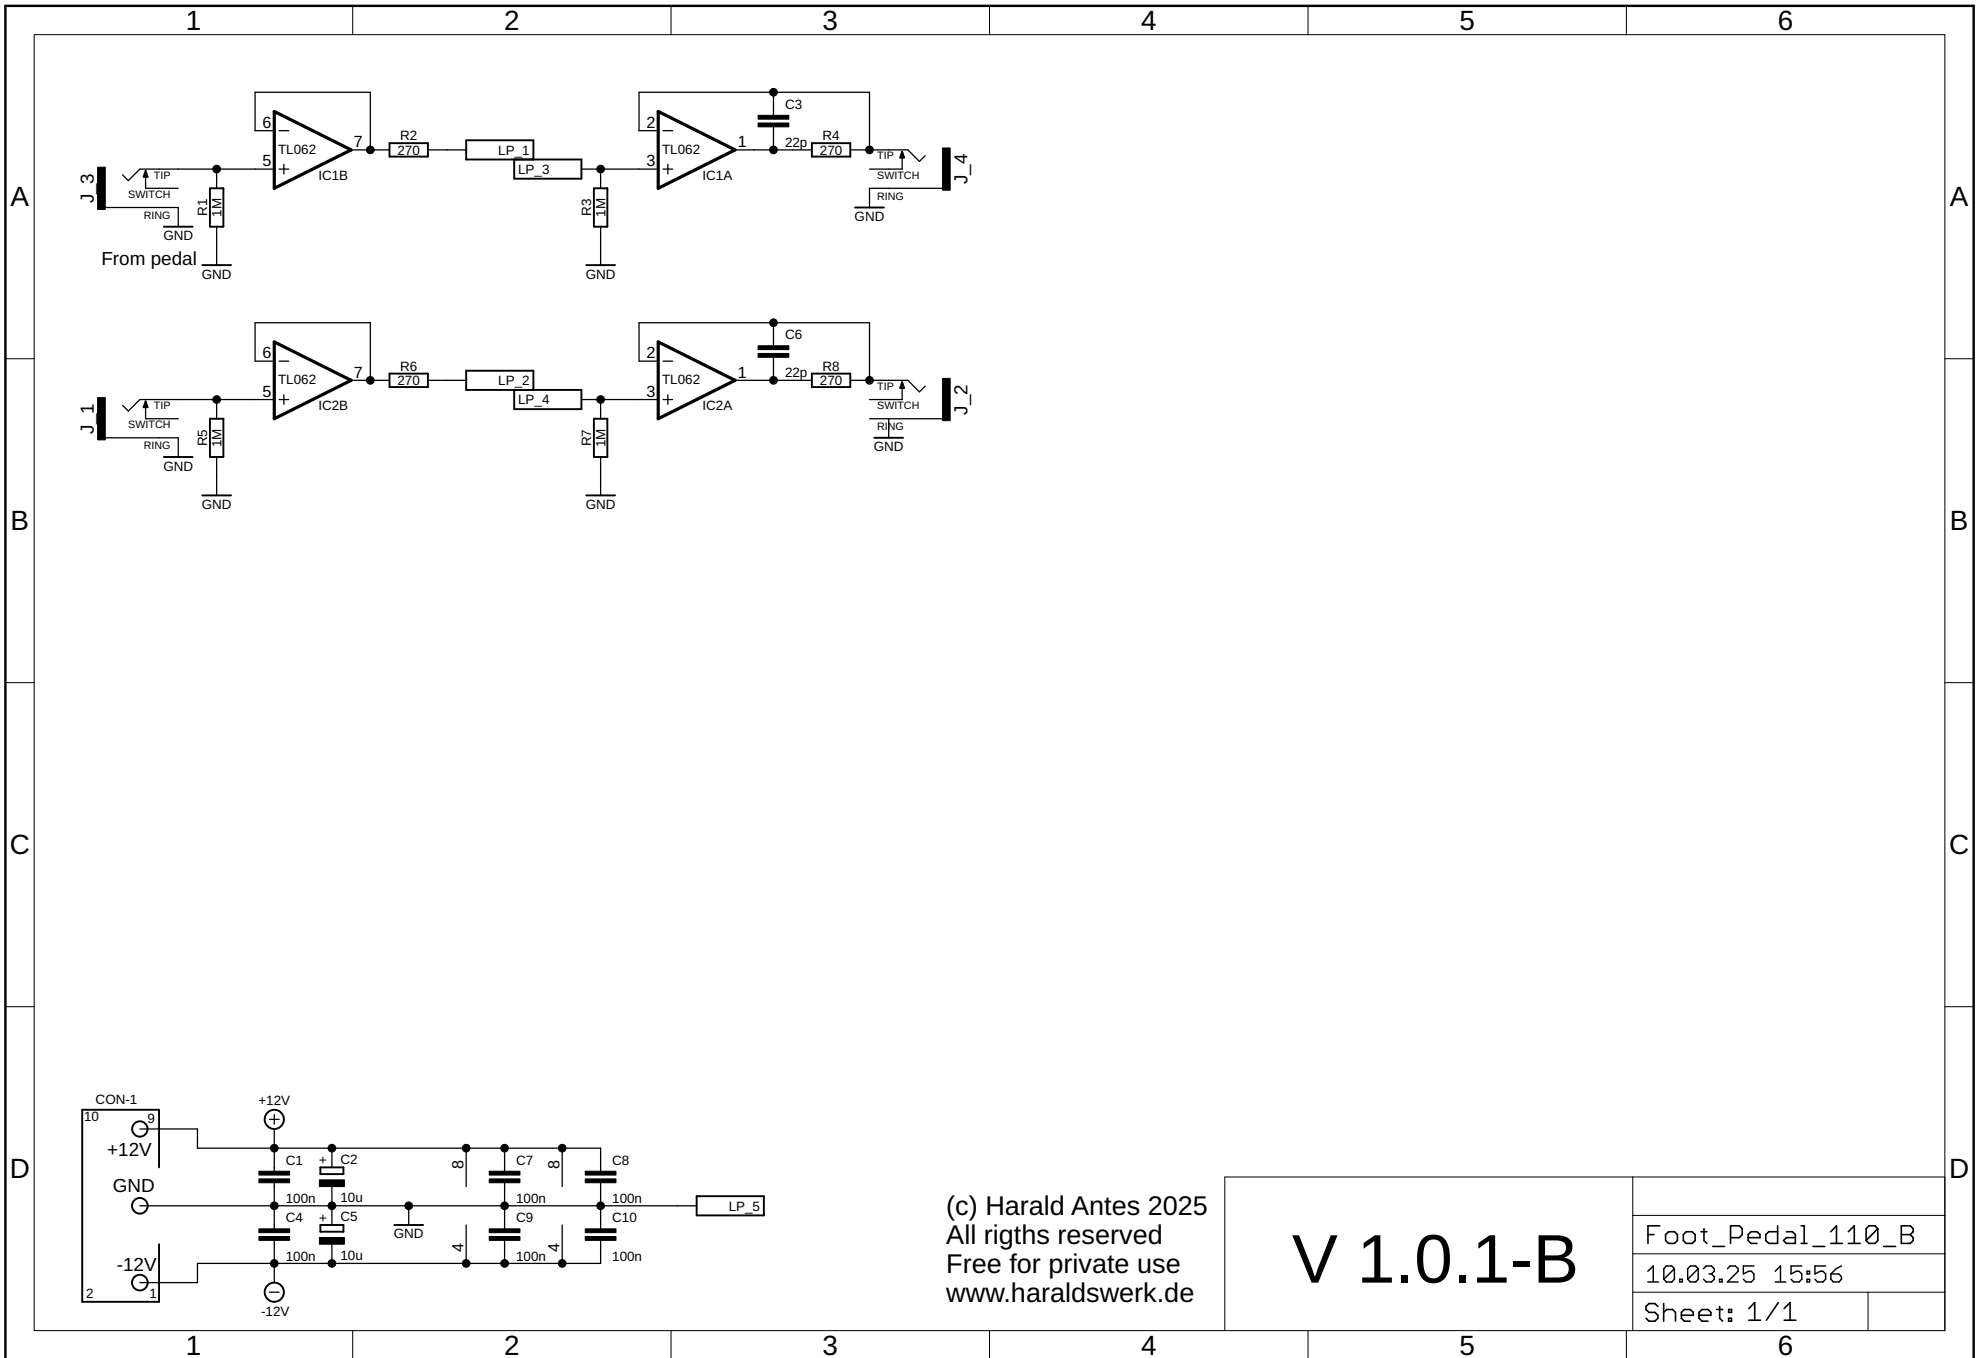 1 2 3 4 5 6
A A
B B
C C
D D
J_3
TIP
SWITCH
RING
GND
From pedal
R1
1M
GND
6
5
7
TL062
IC1B
R2
270
LP_1
LP_3
R3
1M
GND
2
3
1
TL062
IC1A
C3
22p
R4
270
TIP
SWITCH
RING
GND
J_4
J_1
TIP
SWITCH
RING
GND
R5
1M
GND
6
5
7
TL062
IC2B
R6
270
LP_2
LP_4
R7
1M
GND
2
3
1
TL062
IC2A
C6
22p
R8
270
TIP
SWITCH
RING
GND
J_2
CON-1
10
9
+12V
GND
-12V
2
1
+12V
C1
100n
+
C2
10u
8
C7
100n
8
C8
100n
C4
100n
+
C5
10u
GND
4
C9
100n
4
C10
100n
-12V
LP_5
(c) Harald Antes 2025
All rigths reserved
Free for private use
www.haraldswerk.de
V 1.0.1-B
Foot_Pedal_110_B
10.03.25 15:56
Sheet: 1/1
1 2 3 4 5 6